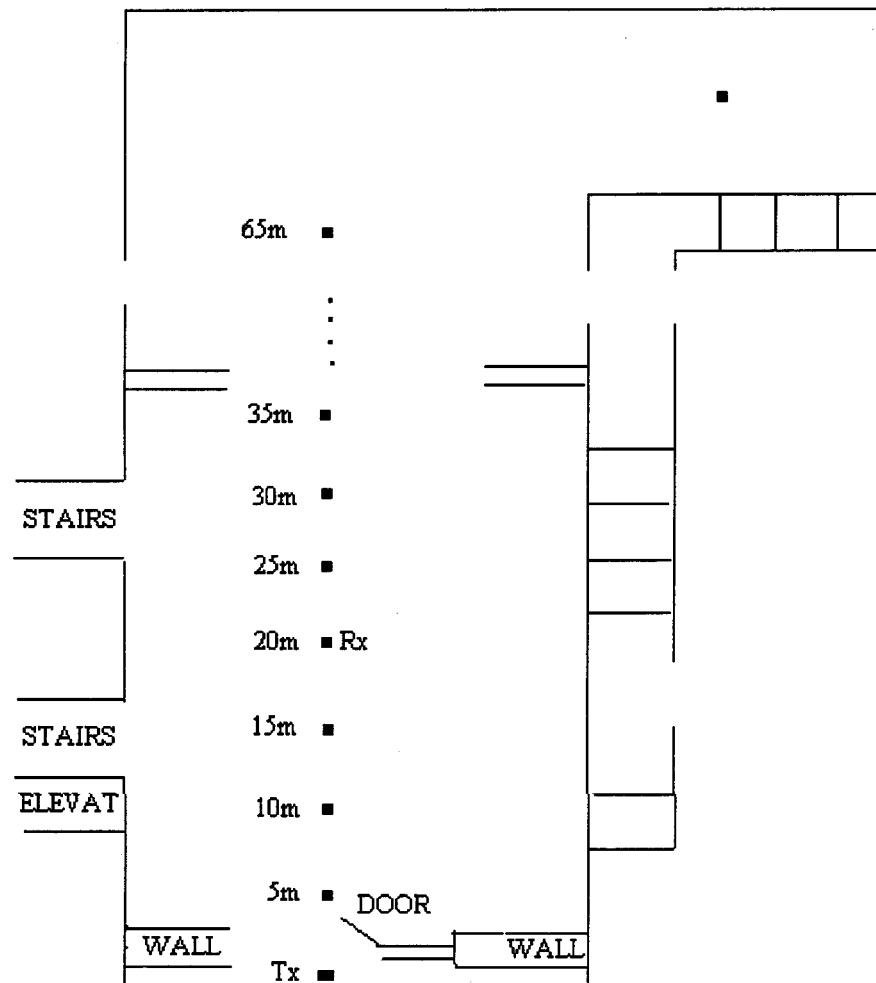 65m
35m
30m
STAIRS
25m
20m Rx
15m
STAIRS
10m
ELEVAT
5m
DOOR
WALL WALL
Tx